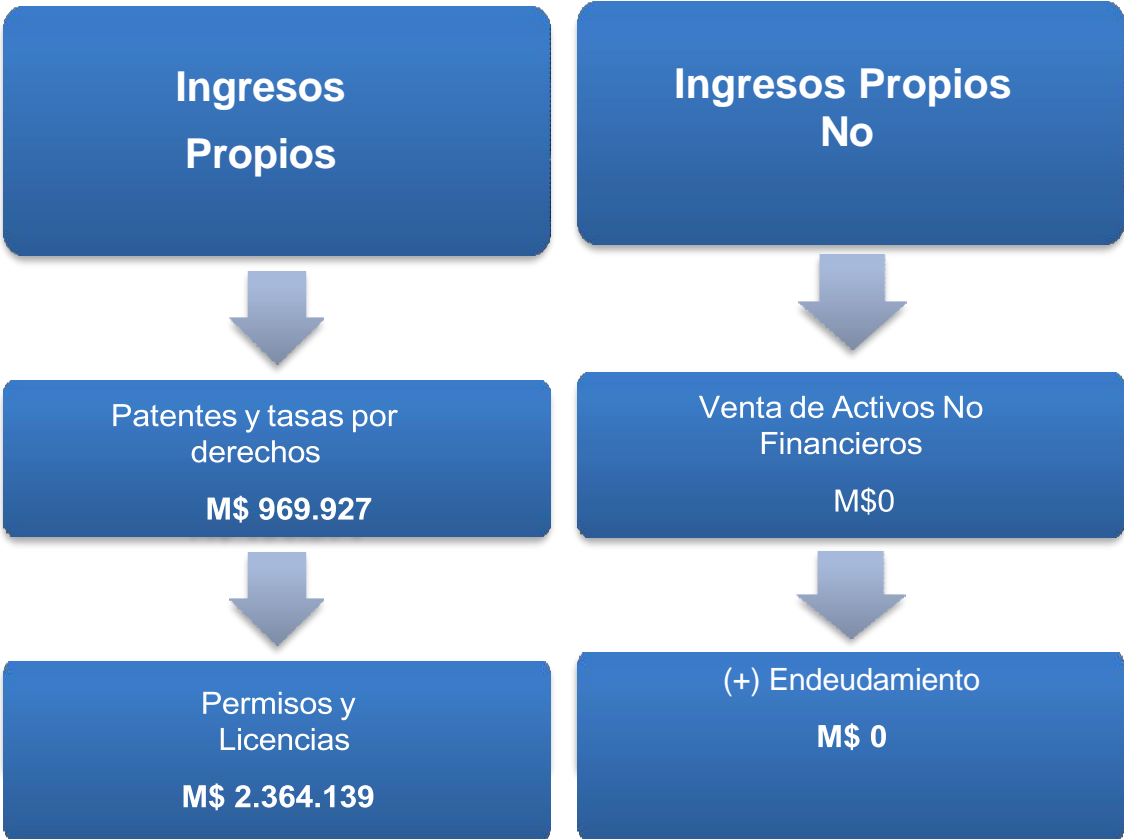 Ingresos
Propios
Patentes y tasas por
derechos
M$ 969.927
Permisos y
Licencias
M$ 2.364.139
Ingresos Propios
No
Venta de Activos No
Financieros
M$0
(+) Endeudamiento
M$ 0